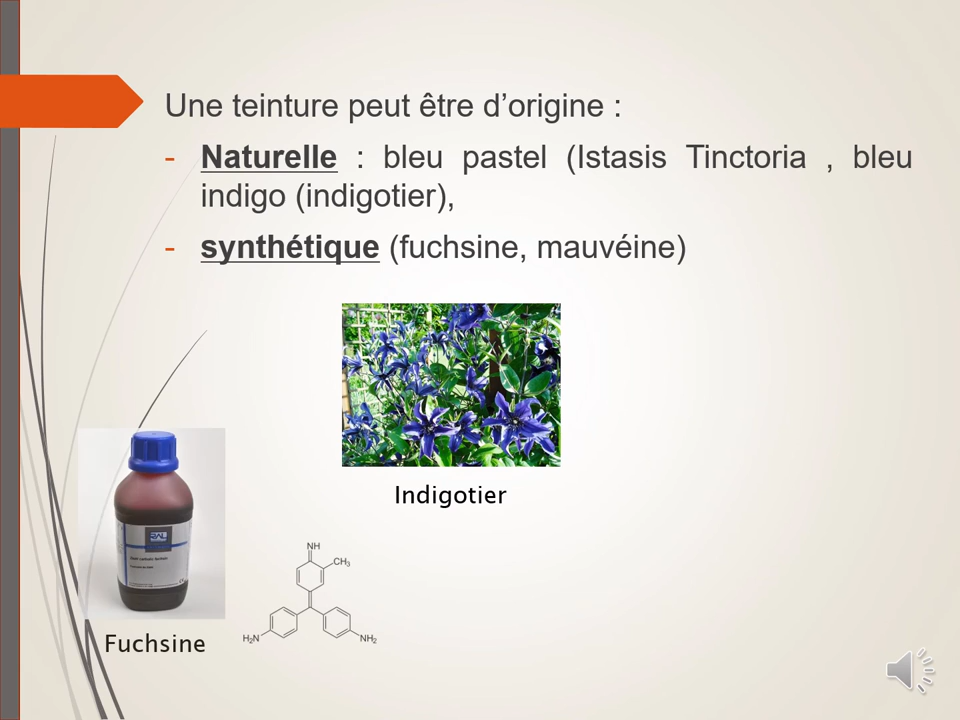 Une teinture peut être d’origine :
- Naturelle : bleu pastel (Istasis Tinctoria , bleu
indigo (indigotier),
- synthétique (fuchsine, mauvéine)
Indigotier
RAL
NH
CH3
H2N
NH2
Fuchsine